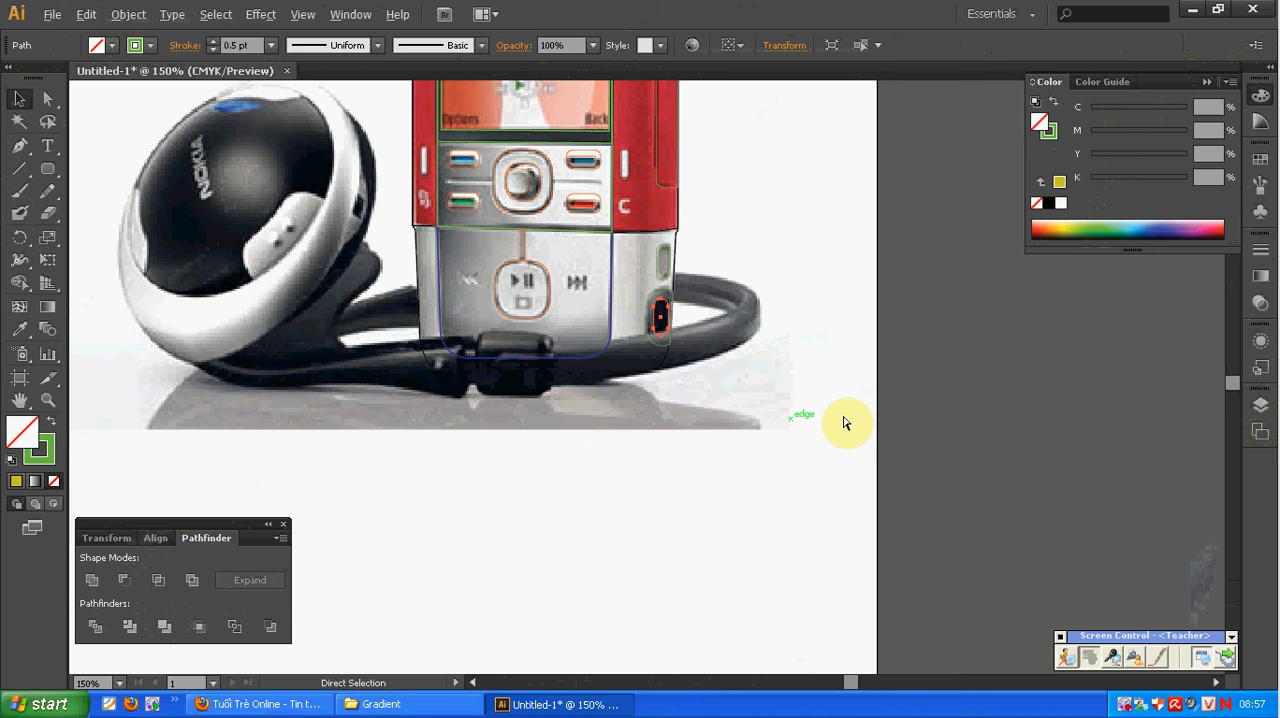 Ai File Edit Object Type Select Effect View Window Help Br Essentials
Path Stroke: 0.5 pt Uniform Basic Opacity: 100% Style: Transform
Untitled-1* @ 150% (CMYK/Preview) ×
Color Color Guide
C %
M %
Y %
K %
Options Back
NOKIA
C
edge
Transform Align Pathfinder
Shape Modes:
Expand
Pathfinders:
Screen Control - <Teacher>
150% 1 Direct Selection
start Tuổi Trẻ Online - Tin t... Gradient Untitled-1* @ 150% ... 08:57